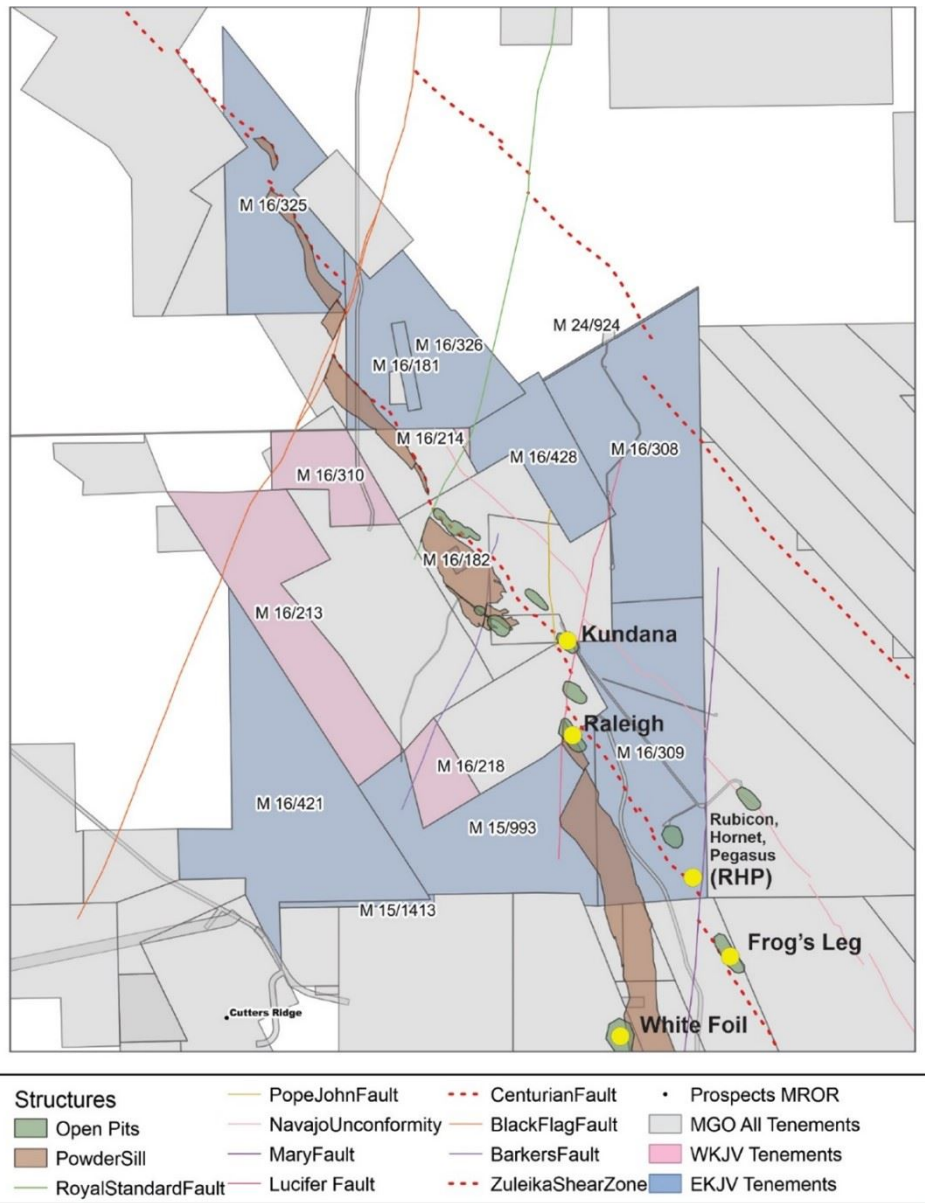 M 16/325
M 24/924
M 16/326
M 16/181
M 16/214
M 16/310
M 16/428
M 16/308
M 16/182
M 16/213
Kundana
Raleigh
M 16/309
M 16/218
M 16/421
M 15/993
Rubicon,
Hornet,
Pegasus
(RHP)
M 15/1413
Frog's Leg
Cutters Ridge
White Foil
Structures
Open Pits
PowderSill
RoyalStandardFault
PopeJohnFault
NavajoUnconformity
MaryFault
Lucifer Fault
CenturianFault
BlackFlagFault
BarkersFault
ZuleikaShearZone
Prospects MROR
MGO All Tenements
WKJV Tenements
EKJV Tenements